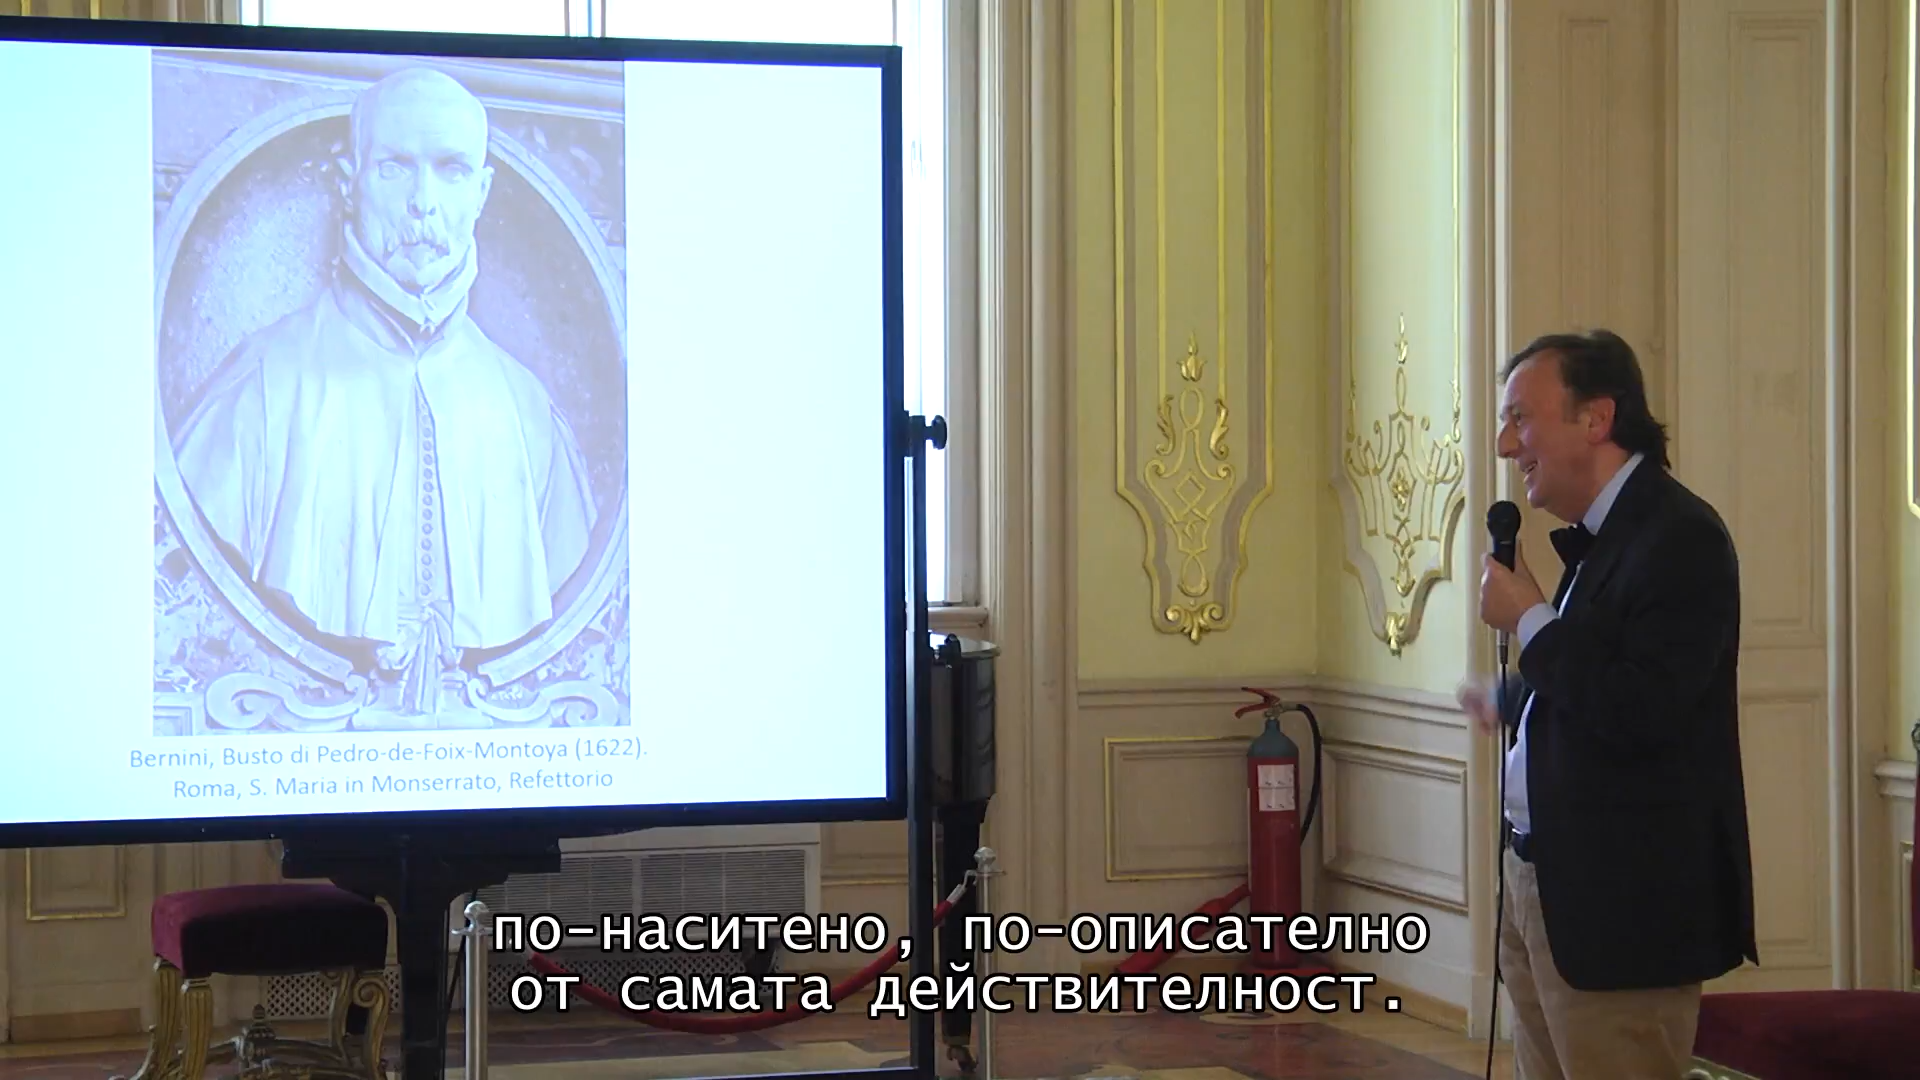 Bernini, Busto di Pedro-de-Foix-Montoya (1622).
Roma, S. Maria in Monserrato, Refettorio
по-наситено, по-описателно
от самата действителност.